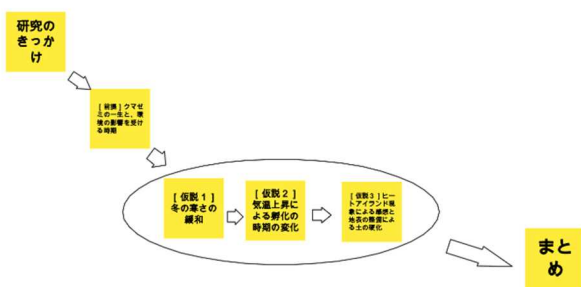 研究の
きっか
け
[前提]クマゼ
ミの一生と、環
境の影響を受け
る時期
[仮説1]
冬の寒さの
緩和
[仮説2]
気温上昇に
よる孵化の
時期の変化
[仮説3]ヒー
トアイランド現
象による乾燥と
地表の整備によ
る土の硬化
まと
め